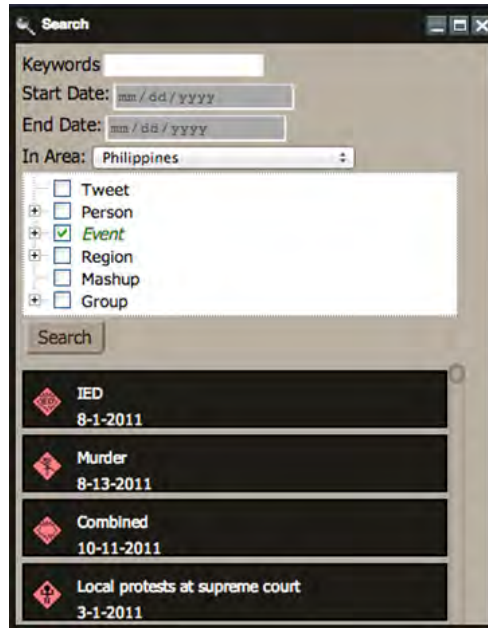 Search
Keywords
Start Date: mm/dd/yyyy
End Date: mm/dd/yyyy
In Area: Philippines
Tweet
Person
Event
Region
Mashup
Group
Search
IED
8-1-2011
Murder
8-13-2011
Combined
10-11-2011
Local protests at supreme court
3-1-2011